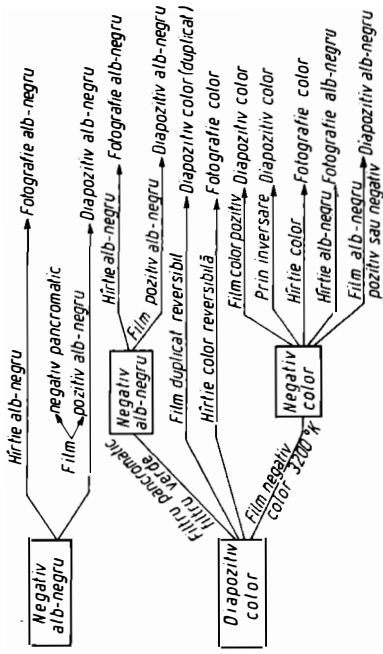 Negativ
alb-negru
Hîrtie alb-negru
Fotografie alb-negru
Film
negativ pancromatic
pozitiv alb-negru
Diapozitiv alb-negru
Diapozitiv
color
Filtru pancromatic
filtru
verde
Negativ
alb-negru
Hîrtie alb-negru
Fotografie alb-negru
Film
pozitiv alb-negru
Diapozitiv alb-negru
Film duplicat reversibil
Diapozitiv color (duplicat)
Hîrtie color reversibilă
Fotografie color
Film negativ
color 3200 °K
Negativ
color
Film color pozitiv
Diapozitiv color
Prin inversare
Diapozitiv color
Hîrtie color
Fotografie color
Hîrtie alb-negru
Fotografie alb-negru
Film alb-negru
pozitiv sau negativ
Diapozitiv alb-negru